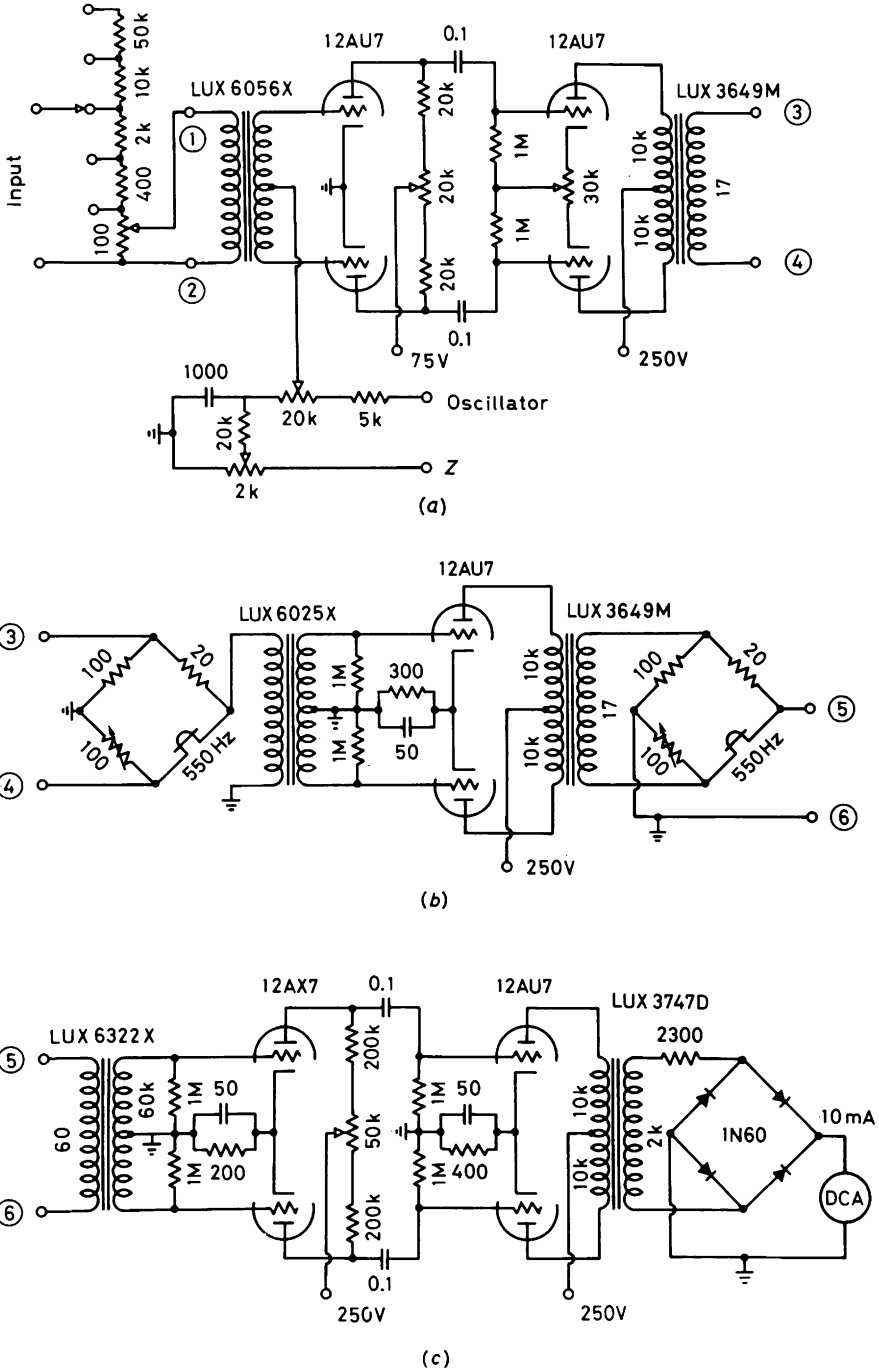 50k
10k
2k
400
100
Input
LUX 6056X
1
2
12AU7
0.1
20k
20k
20k
0.1
1M
1M
12AU7
30k
LUX 3649M
10k
10k
17
3
4
75V
250V
1000
20k
5k
Oscillator
20k
2k
Z
(a)
12AU7
LUX 6025X
LUX 3649M
3
4
100
20
100
550 Hz
1M
1M
300
50
10k
10k
17
100
20
100
550 Hz
5
6
250V
(b)
12AX7
0.1
12AU7
LUX 3747D
LUX 6322X
5
6
60
60k
1M
1M
50
200
200k
50k
200k
0.1
1M
1M
50
400
10k
10k
2k
2300
1N60
10mA
DCA
250V
250V
(c)